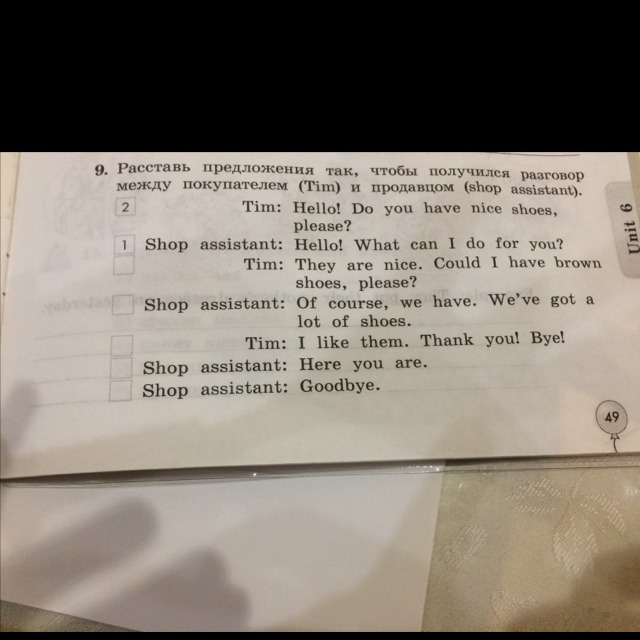 9. Расставь предложения так, чтобы получился разговор
между покупателем (Tim) и продавцом (shop assistant).
2 Tim: Hello! Do you have nice shoes,
please?
1 Shop assistant: Hello! What can I do for you?
Tim: They are nice. Could I have brown
shoes, please?
Shop assistant: Of course, we have. We've got a
lot of shoes.
Tim: I like them. Thank you! Bye!
Shop assistant: Here you are.
Shop assistant: Goodbye.
Unit 6
49